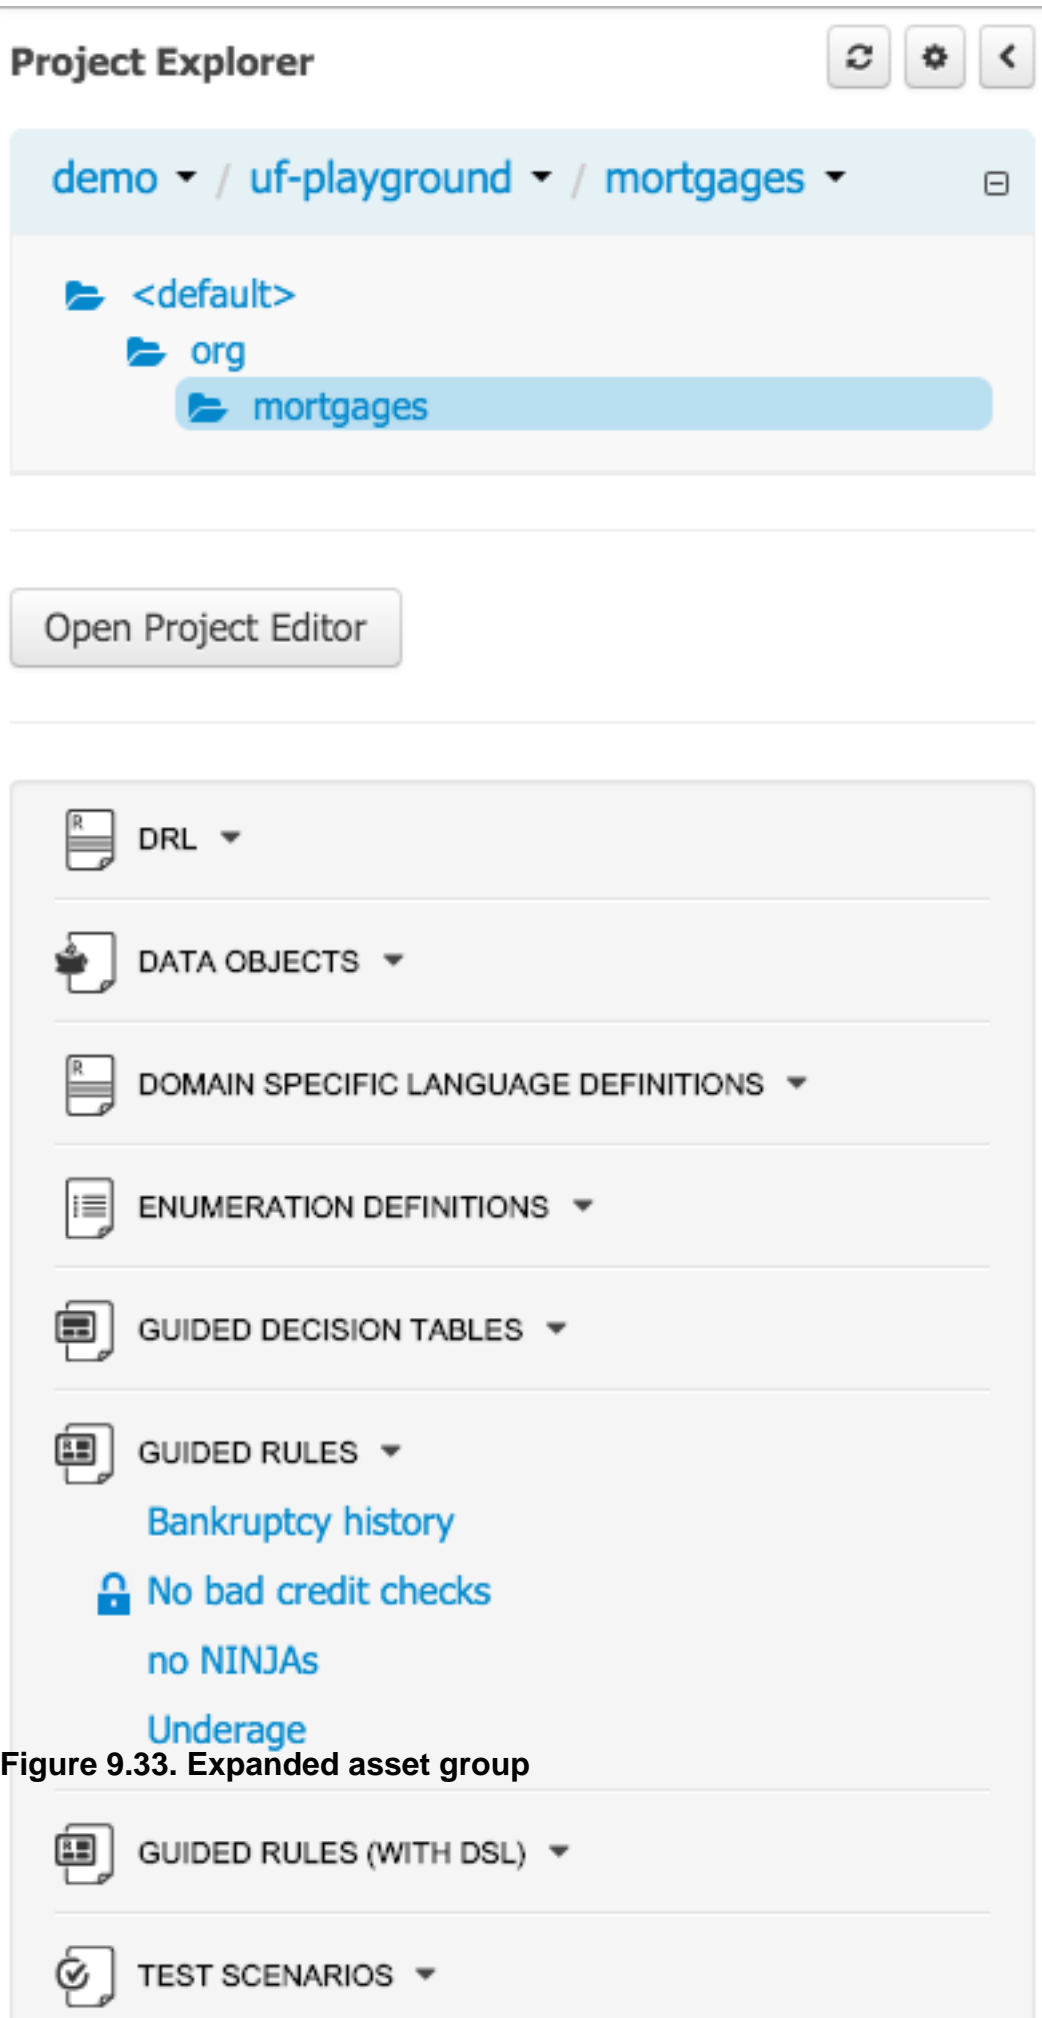 Project Explorer
demo / uf-playground / mortgages
<default>
org
mortgages
Open Project Editor
DRL
DATA OBJECTS
DOMAIN SPECIFIC LANGUAGE DEFINITIONS
ENUMERATION DEFINITIONS
GUIDED DECISION TABLES
GUIDED RULES
Bankruptcy history
No bad credit checks
no NINJAs
Underage
Figure 9.33. Expanded asset group
GUIDED RULES (WITH DSL)
TEST SCENARIOS